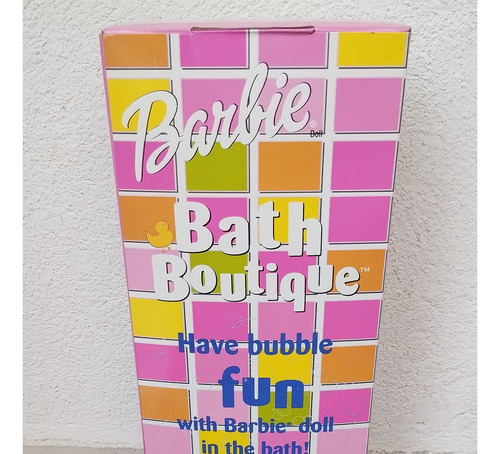 Barbie®
Doll
Bath
Boutique™
Have bubble
fun
with Barbie® doll
in the bath!